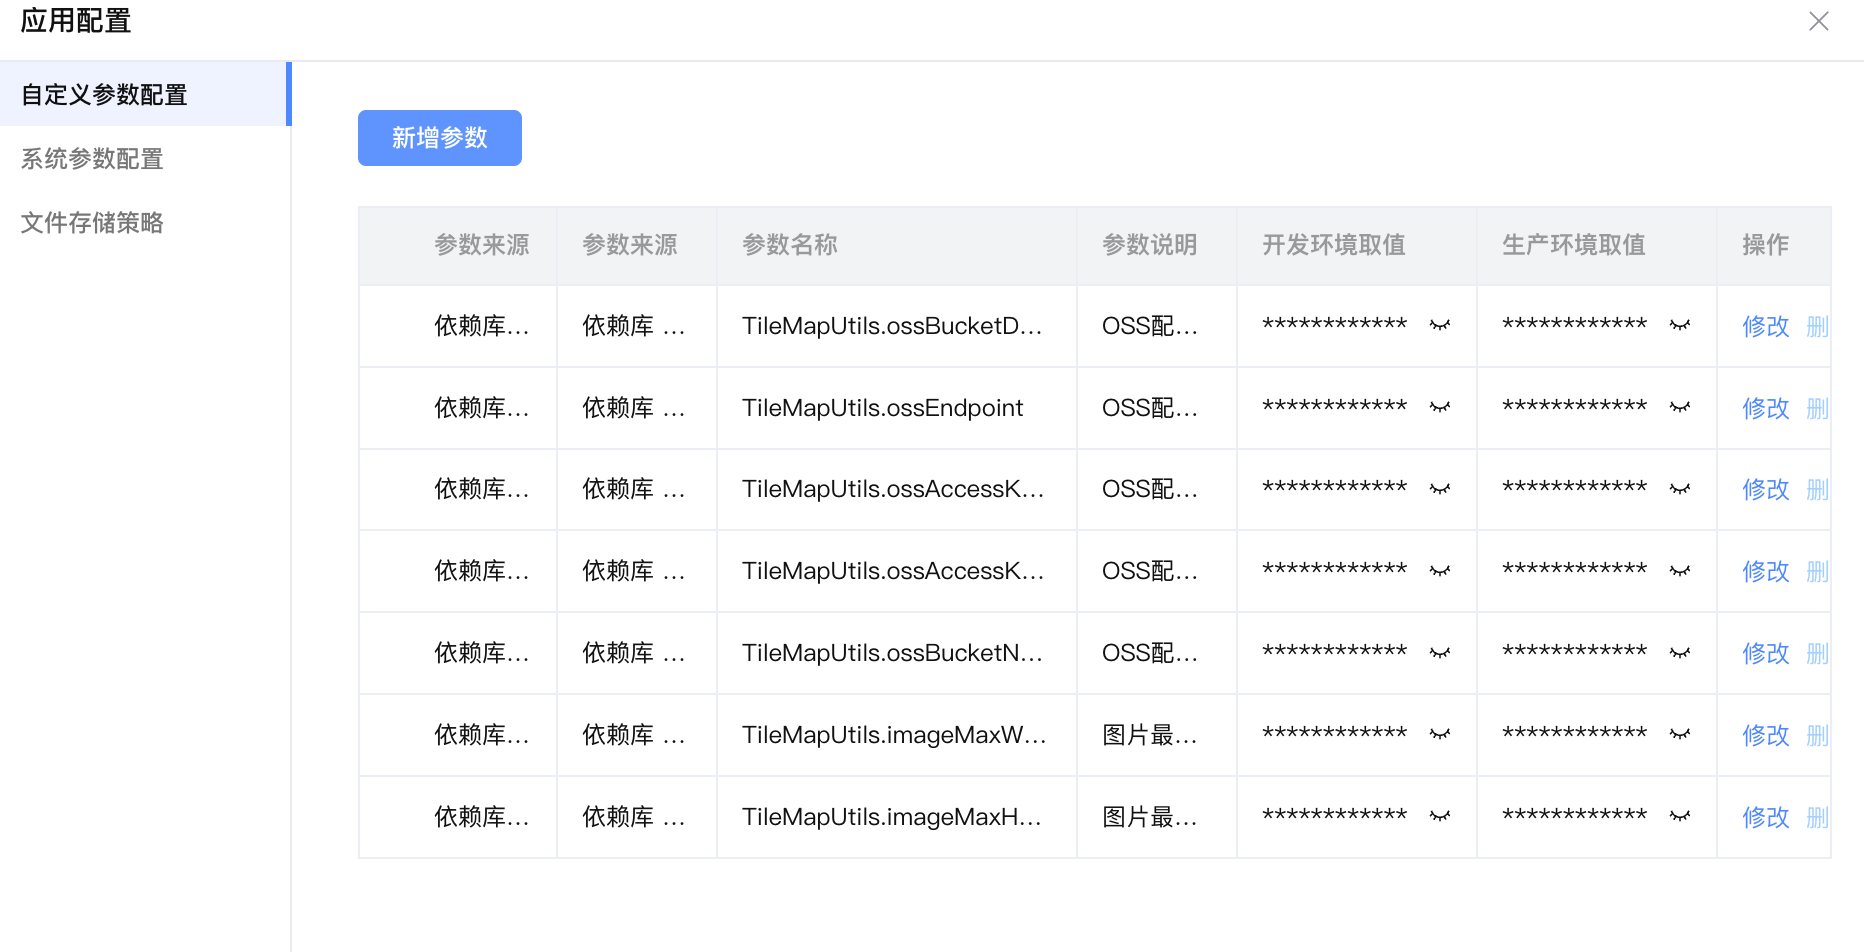 应用配置
自定义参数配置
系统参数配置
文件存储策略
新增参数
参数来源 参数来源 参数名称 参数说明 开发环境取值 生产环境取值 操作
依赖库... 依赖库 ... TileMapUtils.ossBucketD... OSS配... ************ ************ 修改 删
依赖库... 依赖库 ... TileMapUtils.ossEndpoint OSS配... ************ ************ 修改 删
依赖库... 依赖库 ... TileMapUtils.ossAccessK... OSS配... ************ ************ 修改 删
依赖库... 依赖库 ... TileMapUtils.ossAccessK... OSS配... ************ ************ 修改 删
依赖库... 依赖库 ... TileMapUtils.ossBucketN... OSS配... ************ ************ 修改 删
依赖库... 依赖库 ... TileMapUtils.imageMaxW... 图片最... ************ ************ 修改 删
依赖库... 依赖库 ... TileMapUtils.imageMaxH... 图片最... ************ ************ 修改 删